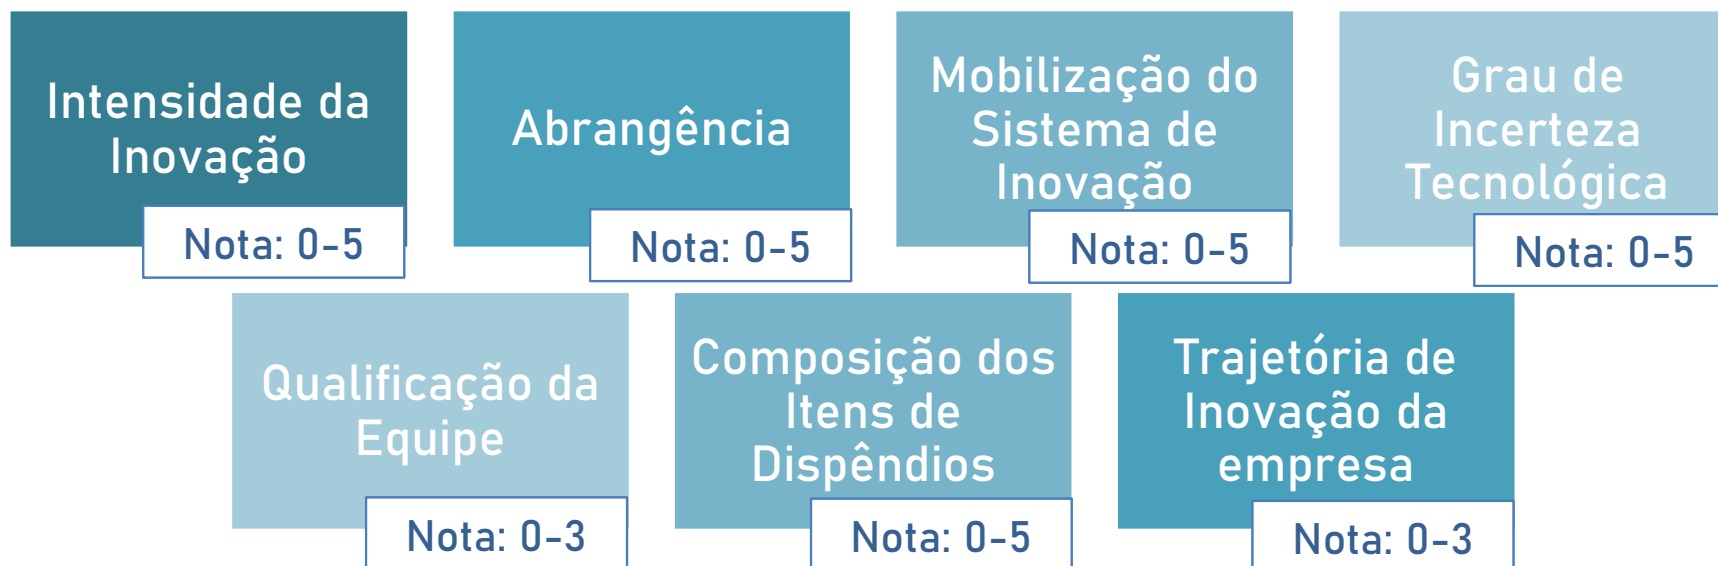 Intensidade da
Inovação
Nota: 0-5
Abrangência
Nota: 0-5
Mobilização do
Sistema de
Inovação
Nota: 0-5
Grau de
Incerteza
Tecnológica
Nota: 0-5
Qualificação da
Equipe
Nota: 0-3
Composição dos
Itens de
Dispêndios
Nota: 0-5
Trajetória de
Inovação da
empresa
Nota: 0-3